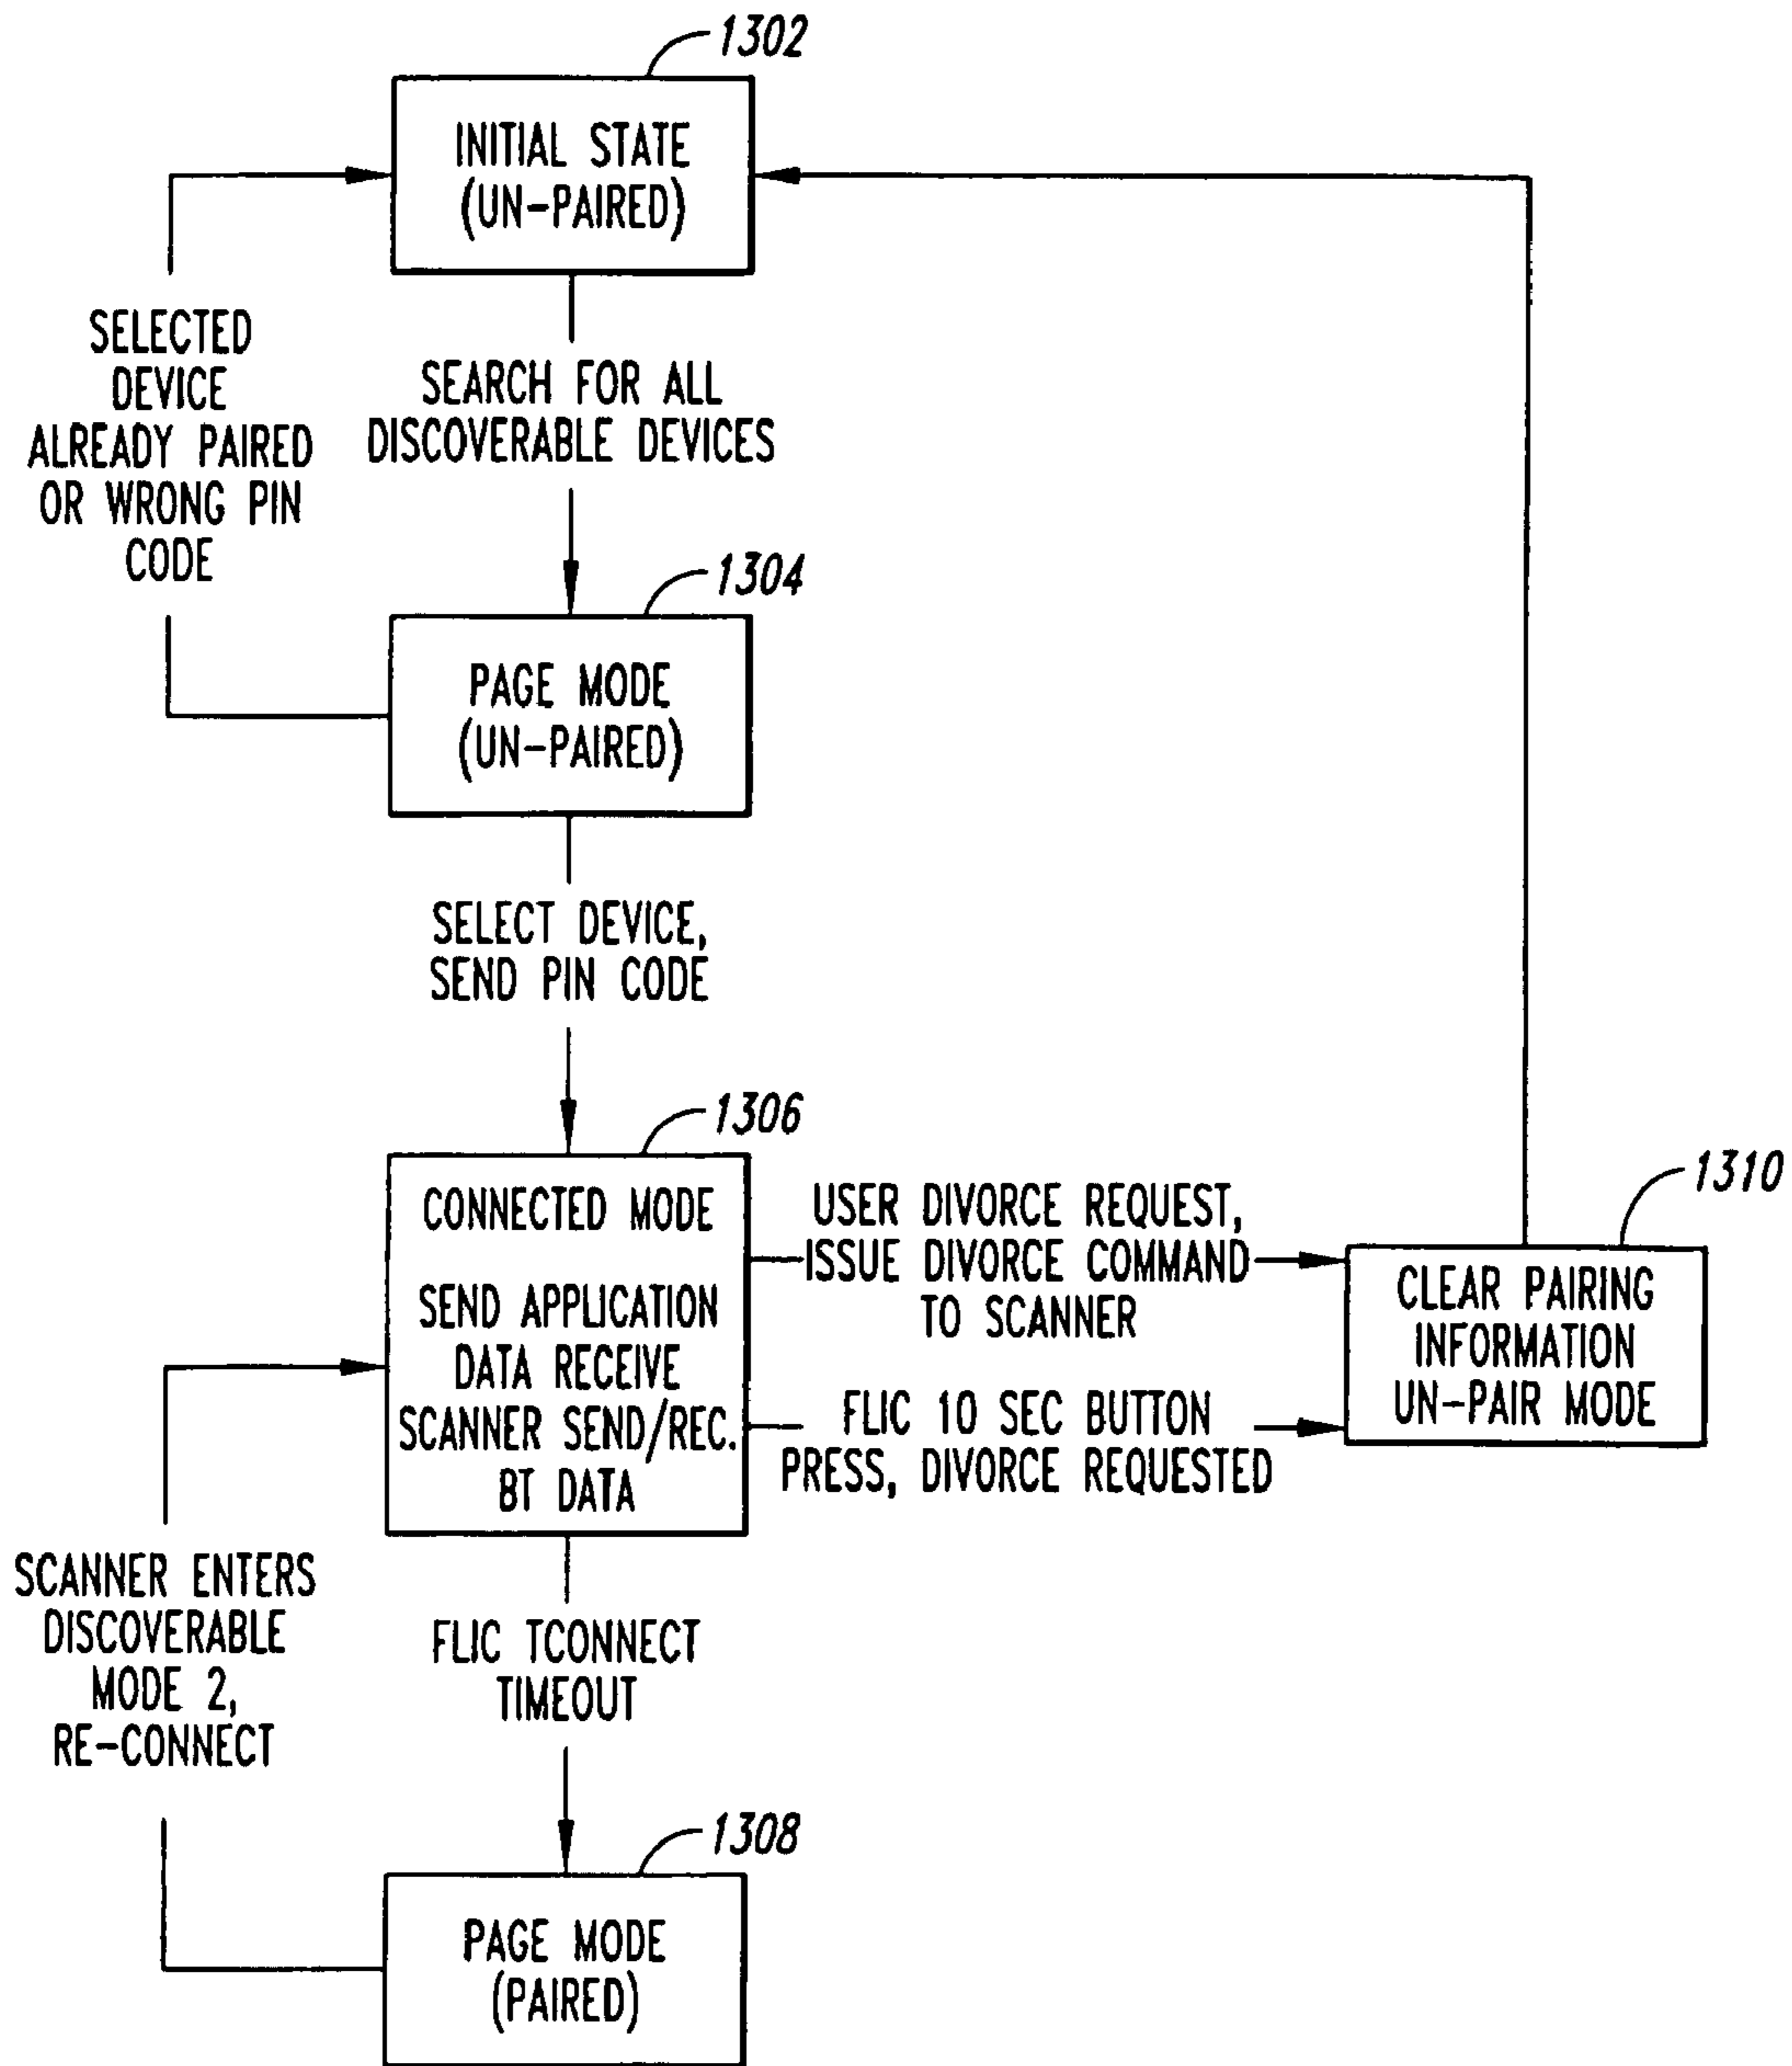 1302
INITIAL STATE
(UN-PAIRED)
SELECTED
DEVICE
ALREADY PAIRED
OR WRONG PIN
CODE
SEARCH FOR ALL
DISCOVERABLE DEVICES
1304
PAGE MODE
(UN-PAIRED)
SELECT DEVICE,
SEND PIN CODE
1306
CONNECTED MODE
SEND APPLICATION
DATA RECEIVE
SCANNER SEND/REC.
BT DATA
USER DIVORCE REQUEST,
ISSUE DIVORCE COMMAND
TO SCANNER
FLIC 10 SEC BUTTON
PRESS, DIVORCE REQUESTED
1310
CLEAR PAIRING
INFORMATION
UN-PAIR MODE
SCANNER ENTERS
DISCOVERABLE
MODE 2,
RE-CONNECT
FLIC TCONNECT
TIMEOUT
1308
PAGE MODE
(PAIRED)